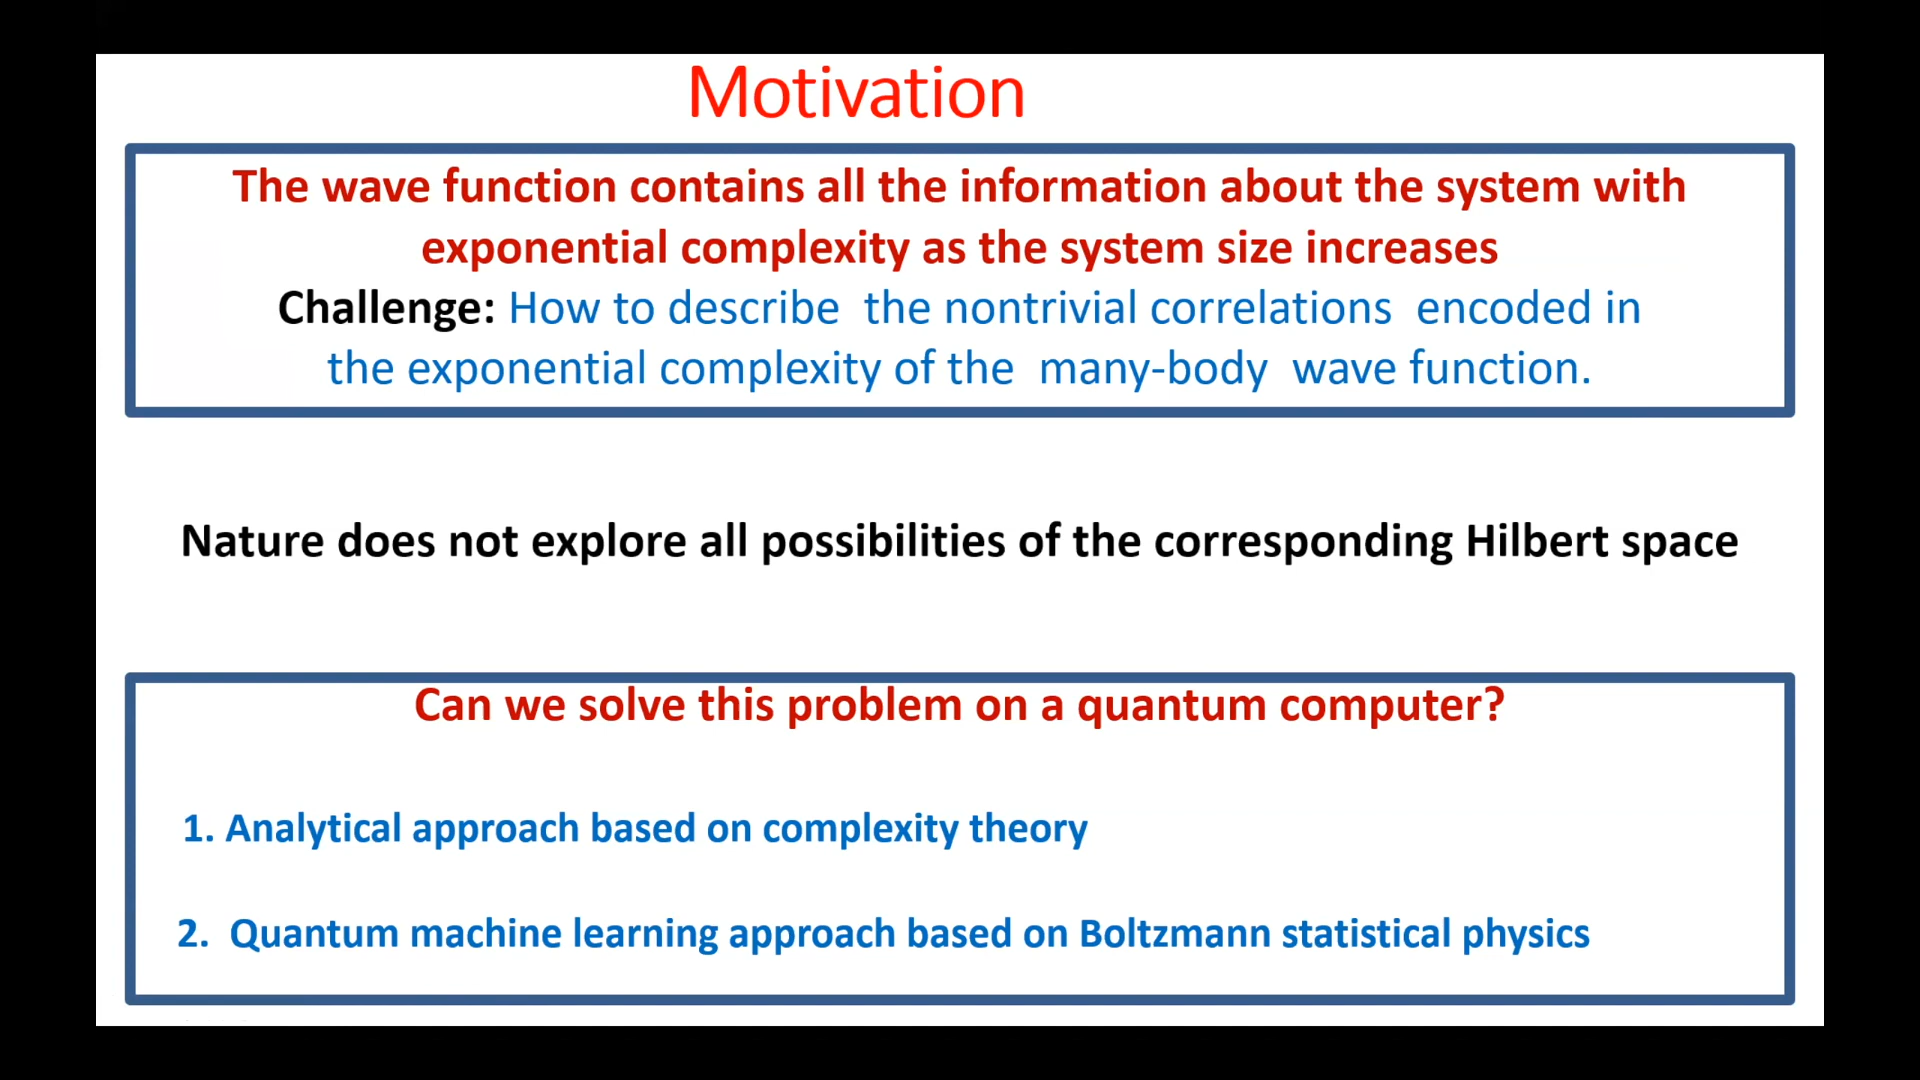 Motivation
The wave function contains all the information about the system with
exponential complexity as the system size increases
Challenge: How to describe the nontrivial correlations encoded in
the exponential complexity of the many-body wave function.
Nature does not explore all possibilities of the corresponding Hilbert space
Can we solve this problem on a quantum computer?
1. Analytical approach based on complexity theory
2. Quantum machine learning approach based on Boltzmann statistical physics